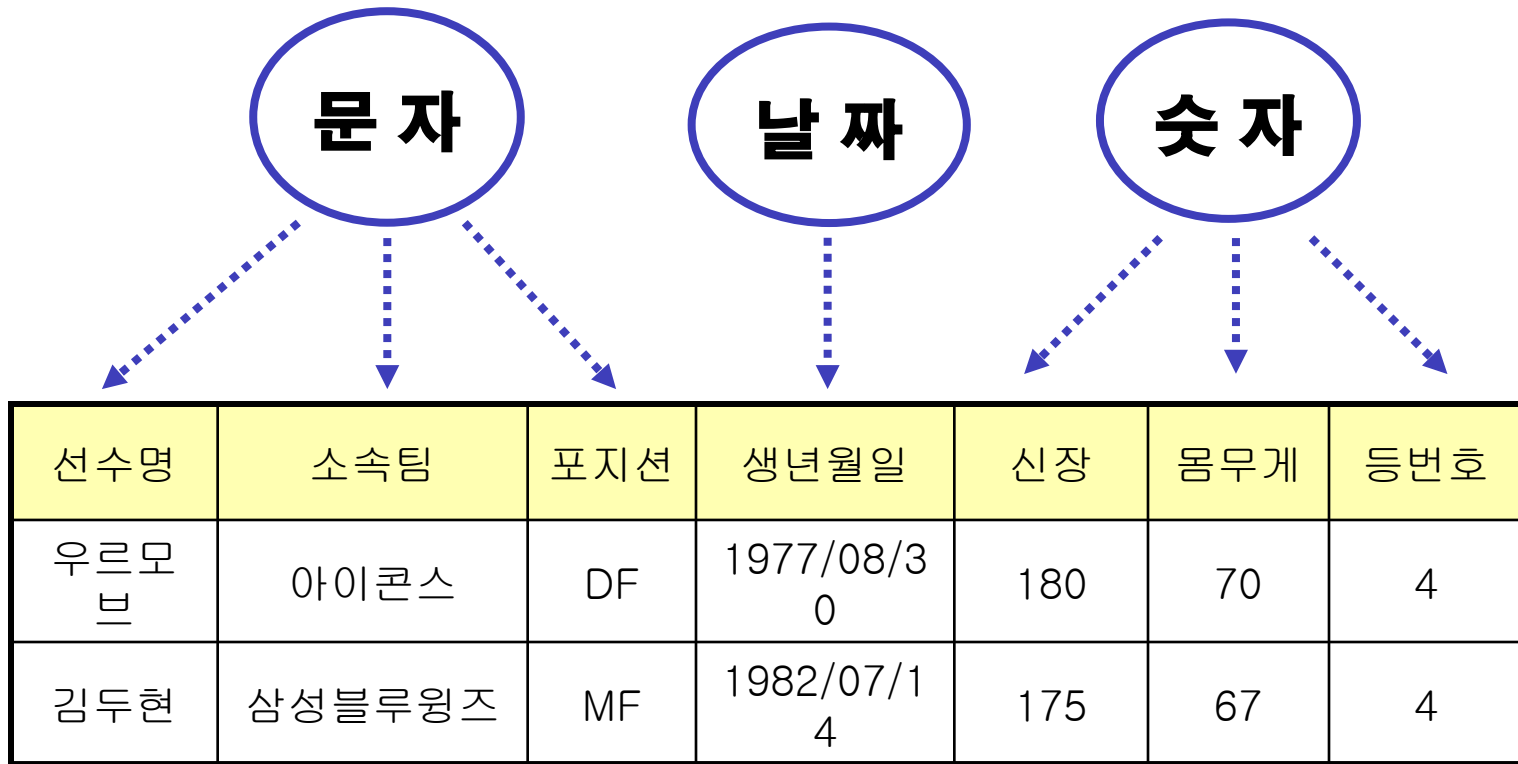 문 자 날 짜 숫 자
선수명 소속팀 포지션 생년월일 신장 몸무게 등번호
우르모
브 아이콘스 DF 1977/08/3
0 180 70 4
김두현 삼성블루윙즈 MF 1982/07/1
4 175 67 4